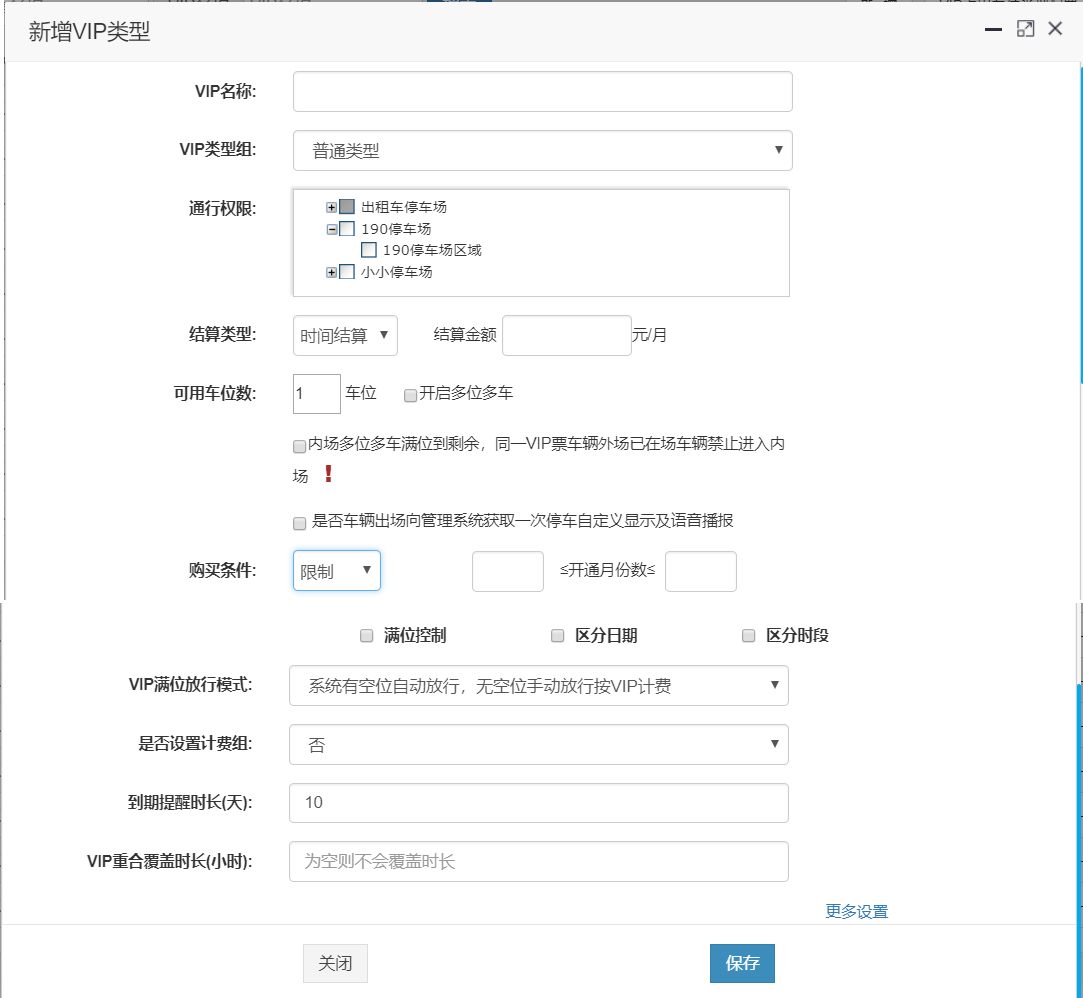 新增VIP类型
VIP名称:
VIP类型组: 普通类型
通行权限: 出租车停车场
190停车场
190停车场区域
小小停车场
结算类型: 时间结算 结算金额 元/月
可用车位数: 1 车位 开启多位多车
内场多位多车满位到剩余，同一VIP票车辆外场已在场车辆禁止进入内
场 !
是否车辆出场向管理系统获取一次停车自定义显示及语音播报
购买条件: 限制 ≤开通月份数≤
满位控制 区分日期 区分时段
VIP满位放行模式: 系统有空位自动放行，无空位手动放行按VIP计费
是否设置计费组: 否
到期提醒时长(天): 10
VIP重合覆盖时长(小时): 为空则不会覆盖时长
更多设置
关闭 保存